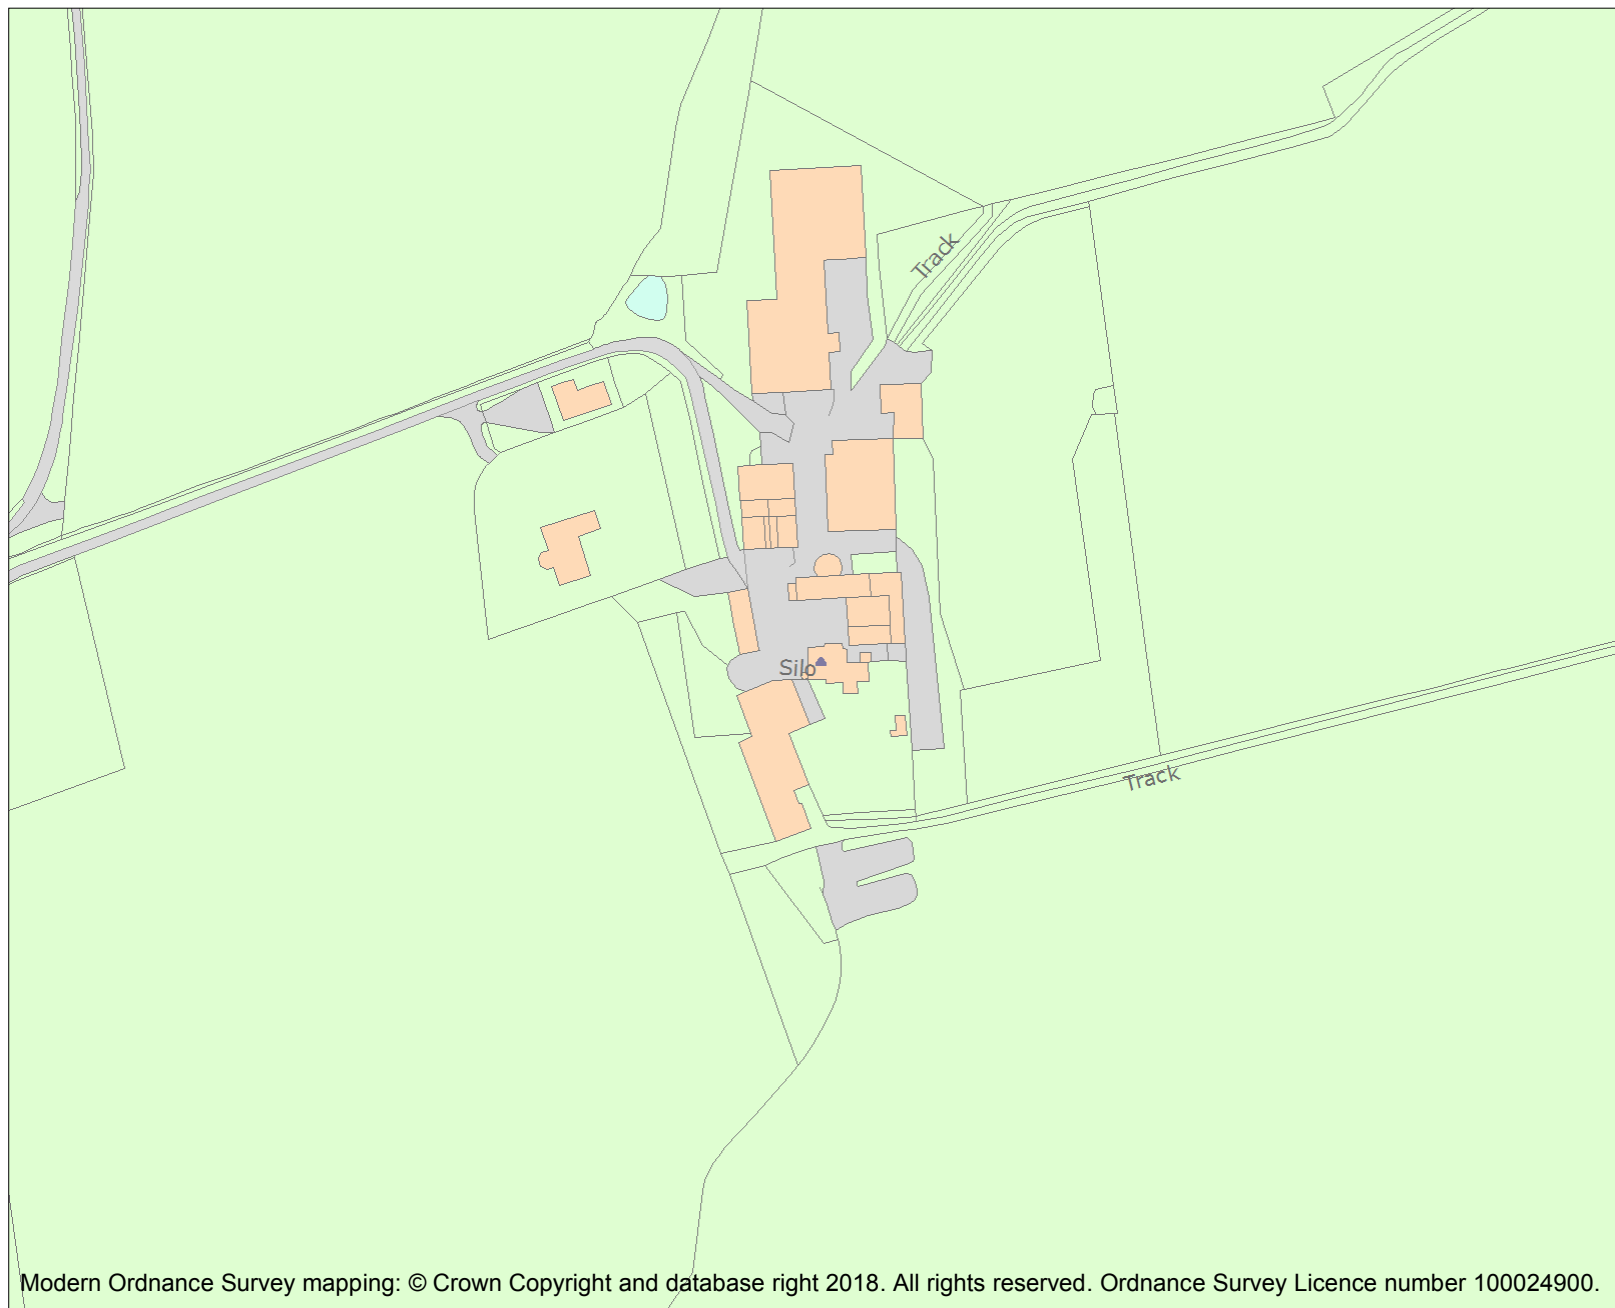 Track
Silo
Track
Modern Ordnance Survey mapping: © Crown Copyright and database right 2018. All rights reserved. Ordnance Survey Licence number 100024900.